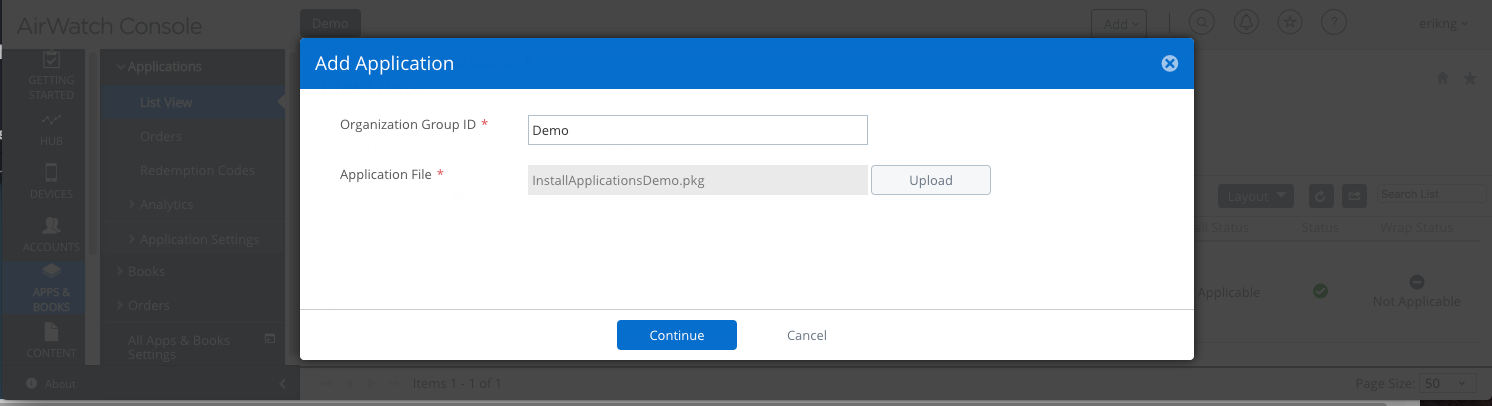 AirWatch Console
Demo
Add
erikng
GETTING
STARTED
HUB
DEVICES
ACCOUNTS
APPS &
BOOKS
CONTENT
About
Applications
List View
Orders
Redemption Codes
Analytics
Application Settings
Books
Orders
All Apps & Books
Settings
Add Application
Organization Group ID *
Demo
Application File *
InstallApplicationsDemo.pkg
Upload
Continue
Cancel
Layout
Search List
Status
Status
Wrap Status
Applicable
Not Applicable
Items 1 - 1 of 1
Page Size: 50